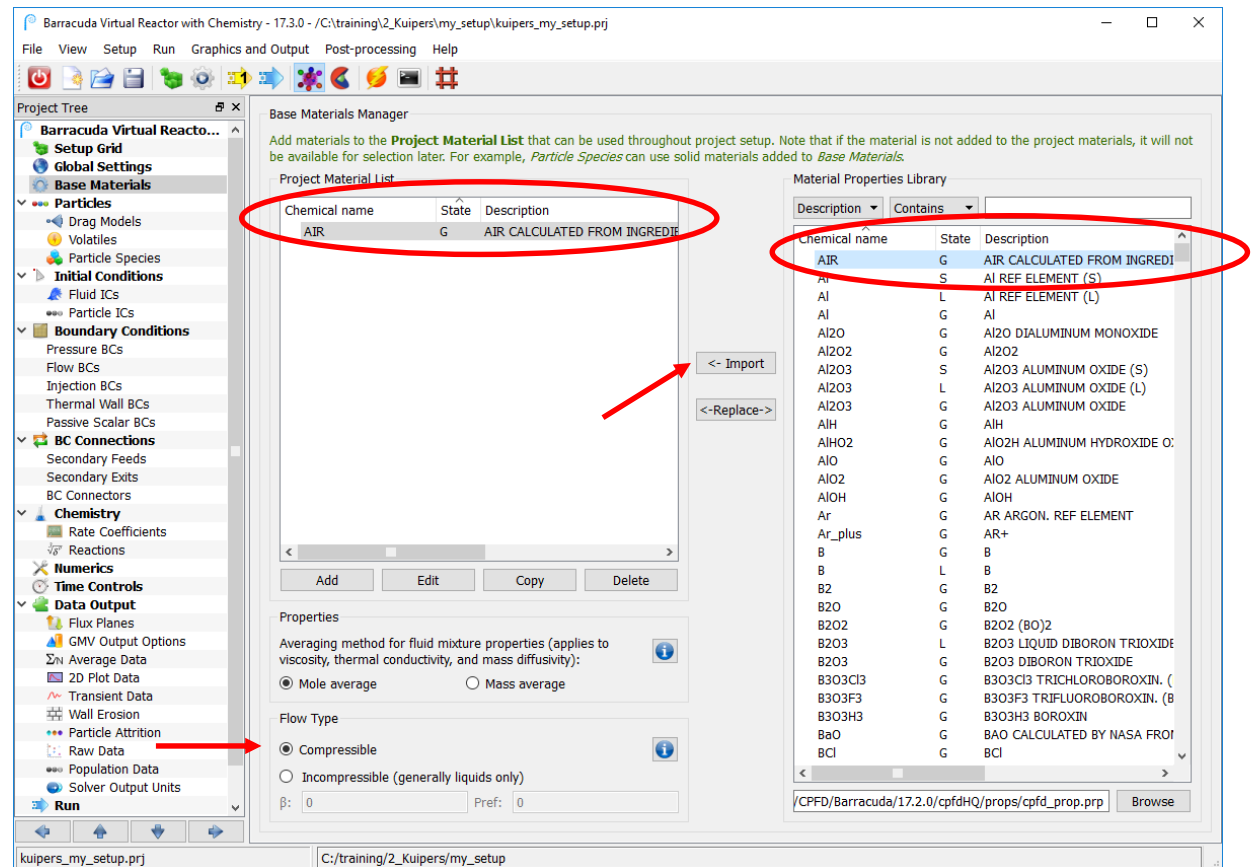 Barracuda Virtual Reactor with Chemistry - 17.3.0 - /C:\training\2_Kuipers\my_setup\kuipers_my_setup.prj
File View Setup Run Graphics and Output Post-processing Help
Project Tree
Barracuda Virtual Reacto...
Setup Grid
Global Settings
Base Materials
Particles
Drag Models
Volatiles
Particle Species
Initial Conditions
Fluid ICs
Particle ICs
Boundary Conditions
Pressure BCs
Flow BCs
Injection BCs
Thermal Wall BCs
Passive Scalar BCs
BC Connections
Secondary Feeds
Secondary Exits
BC Connectors
Chemistry
Rate Coefficients
Reactions
Numerics
Time Controls
Data Output
Flux Planes
GMV Output Options
Average Data
2D Plot Data
Transient Data
Wall Erosion
Particle Attrition
Raw Data
Population Data
Solver Output Units
Run
Base Materials Manager
Add materials to the Project Material List that can be used throughout project setup. Note that if the material is not added to the project materials, it will not
be available for selection later. For example, Particle Species can use solid materials added to Base Materials.
Project Material List
Chemical name State Description
AIR G AIR CALCULATED FROM INGREDIE
Add Edit Copy Delete
<- Import
<-Replace->
Properties
Averaging method for fluid mixture properties (applies to
viscosity, thermal conductivity, and mass diffusivity):
Mole average Mass average
Flow Type
Compressible
Incompressible (generally liquids only)
β: 0 Pref: 0
Material Properties Library
Description Contains
Chemical name State Description
AIR G AIR CALCULATED FROM INGREDI
Al S Al REF ELEMENT (S)
Al L Al REF ELEMENT (L)
Al G Al
Al2O G Al2O DIALUMINUM MONOXIDE
Al2O2 G Al2O2
Al2O3 S Al2O3 ALUMINUM OXIDE (S)
Al2O3 L Al2O3 ALUMINUM OXIDE (L)
Al2O3 G Al2O3 ALUMINUM OXIDE
AlH G AlH
AlHO2 G AlO2H ALUMINUM HYDROXIDE O
AlO G AlO
AlO2 G AlO2 ALUMINUM OXIDE
AlOH G AlOH
Ar G AR ARGON. REF ELEMENT
Ar_plus G AR+
B G B
B L B
B2 G B2
B2O G B2O
B2O2 G B2O2 (BO)2
B2O3 L B2O3 LIQUID DIBORON TRIOXIDE
B2O3 G B2O3 DIBORON TRIOXIDE
B3O3Cl3 G B3O3Cl3 TRICHLOROBOROXIN. (
B3O3F3 G B3O3F3 TRIFLUOROBOROXIN. (B
B3O3H3 G B3O3H3 BOROXIN
BaO G BAO CALCULATED BY NASA FRO
BCl G BCl
/CPFD/Barracuda/17.2.0/cpfdHQ/props/cpfd_prop.prp Browse
kuipers_my_setup.prj C:/training/2_Kuipers/my_setup